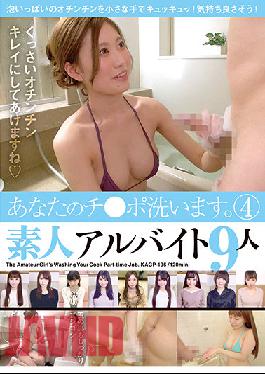 泡いっぱいのオチンチンを小さな手でキュッキュッ!気持ち良さそう!
くっさいオチンチン
キレイにしてあげますね♡
あなたのチ●ポ洗います。④
素人アルバイト9人
The Amateur Girl's Washing Your Cock Part-time Job. KAGP-106 /120min